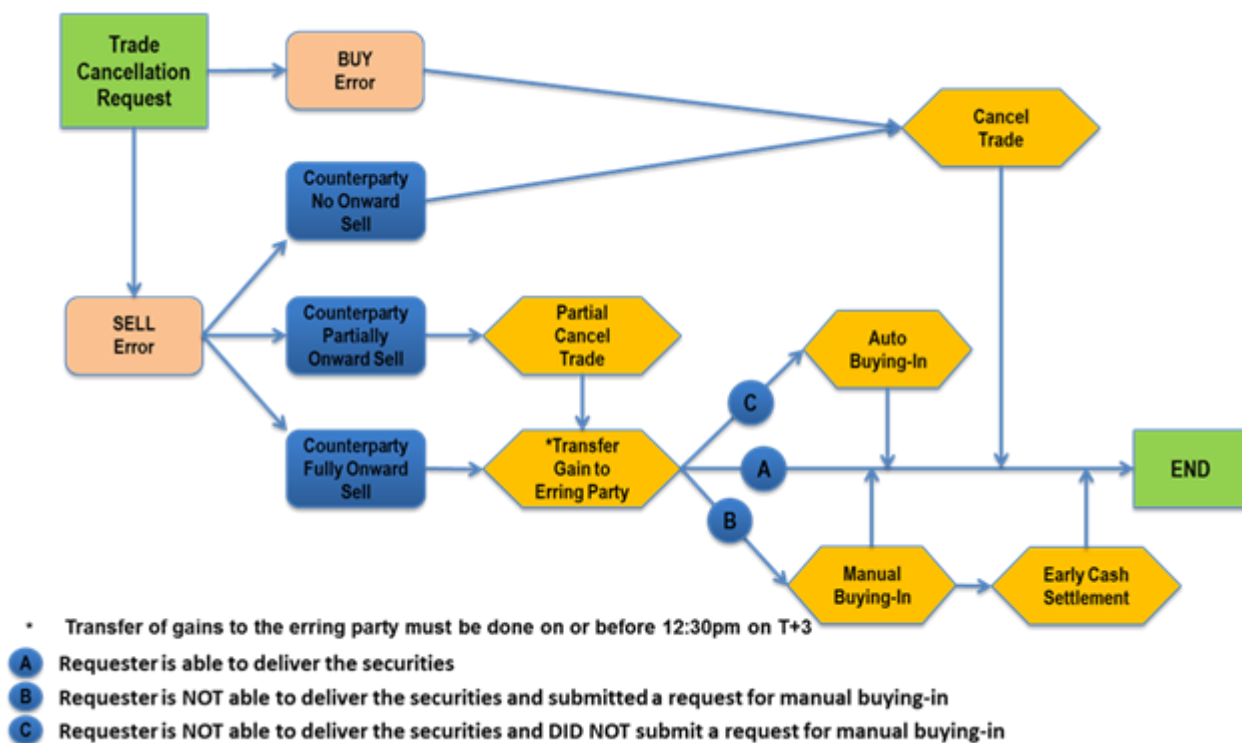 Trade
Cancellation
Request
BUY
Error
Cancel
Trade
Counterparty
No Onward
Sell
SELL
Error
Counterparty
Partially
Onward Sell
Partial
Cancel
Trade
Auto
Buying-In
C
Counterparty
Fully Onward
Sell
*Transfer
Gain to
Erring Party
A
END
B
Manual
Buying-In
Early Cash
Settlement
* Transfer of gains to the erring party must be done on or before 12:30pm on T+3
A Requester is able to deliver the securities
B Requester is NOT able to deliver the securities and submitted a request for manual buying-in
C Requester is NOT able to deliver the securities and DID NOT submit a request for manual buying-in